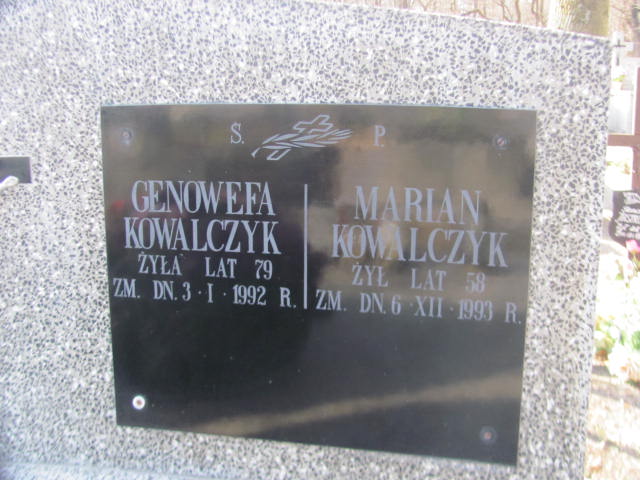 S. P.
GENOWEFA
KOWALCZYK
ŻYŁA LAT 79
ZM. DN. 3·I·1992 R.
MARIAN
KOWALCZYK
ŻYŁ LAT 58
ZM. DN. 6·XII·1993 R.